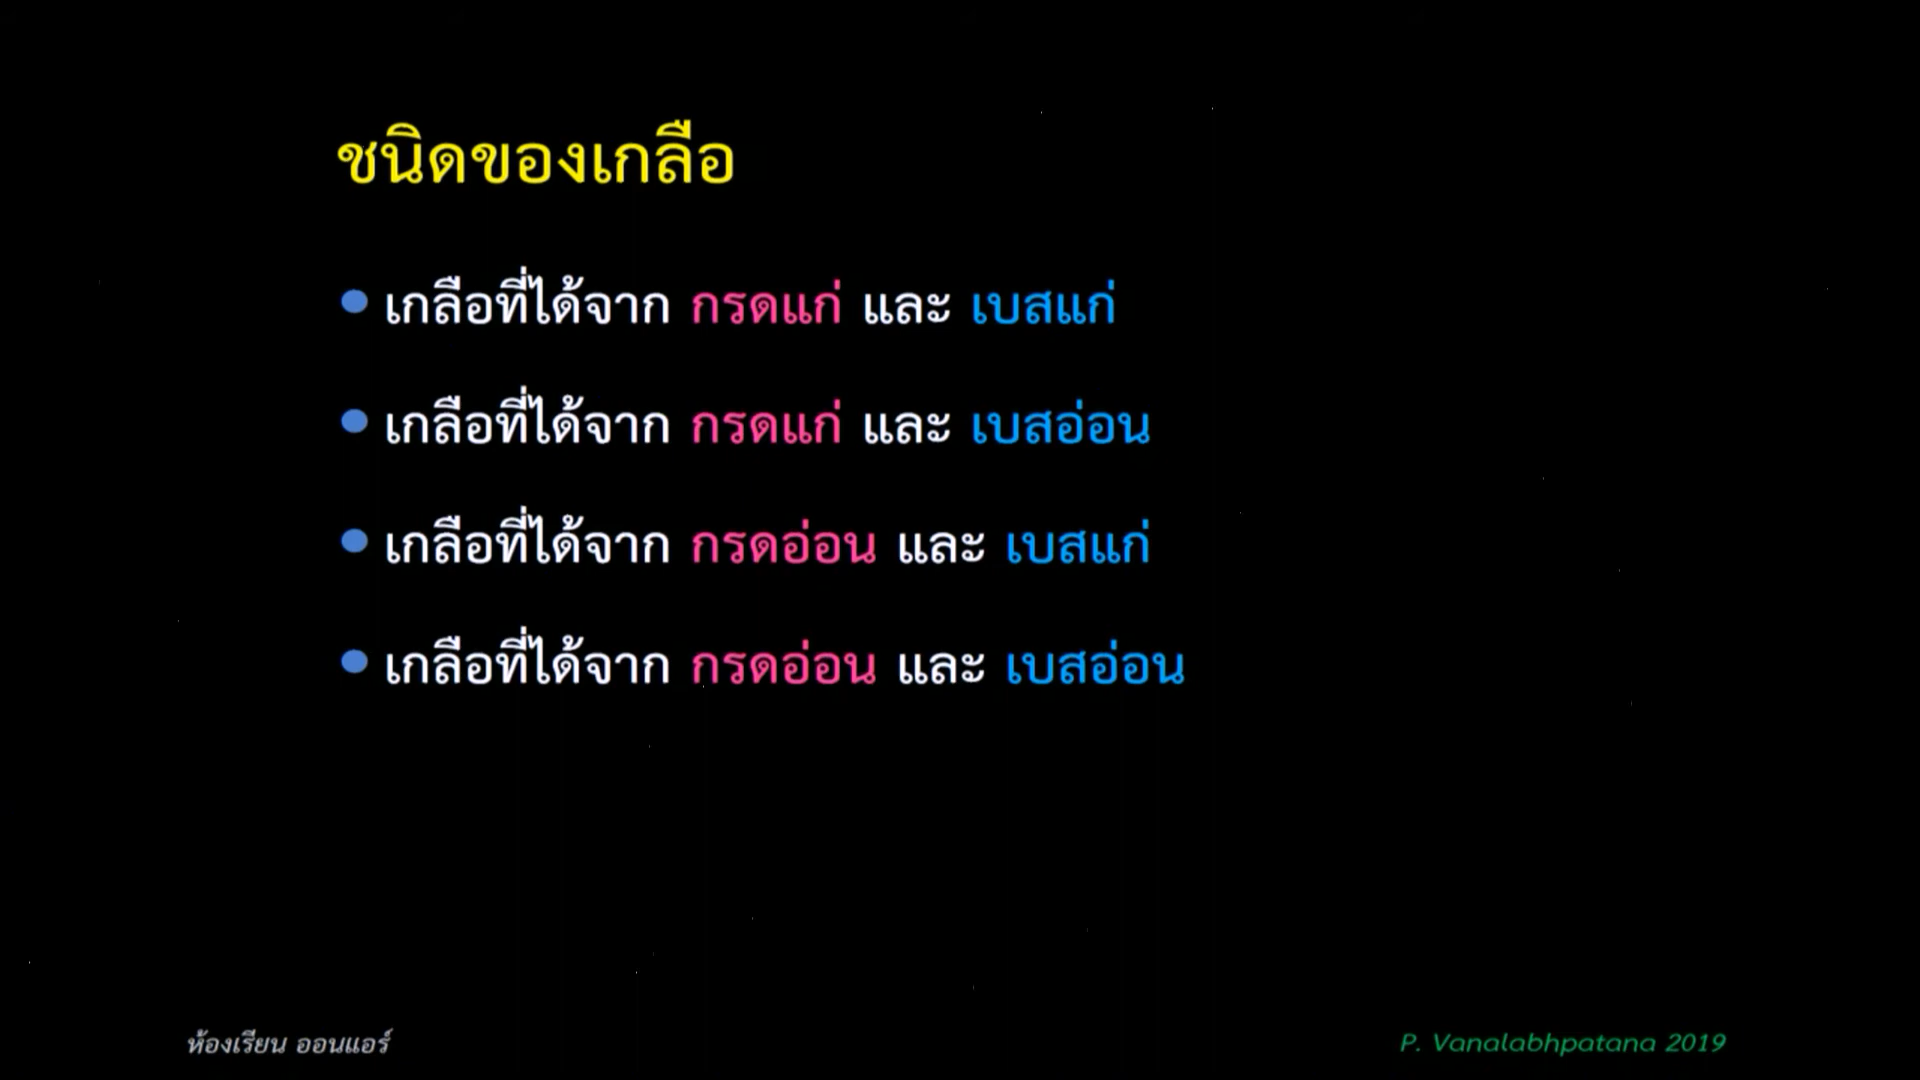 ชนิดของเกลือ
เกลือที่ได้จาก กรดแก่ และ เบสแก่
เกลือที่ได้จาก กรดแก่ และ เบสอ่อน
เกลือที่ได้จาก กรดอ่อน และ เบสแก่
เกลือที่ได้จาก กรดอ่อน และ เบสอ่อน
ห้องเรียน ออนแอร์
P. Vanalabhpatana 2019